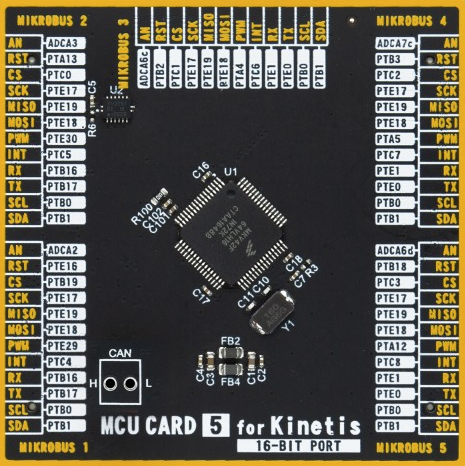 MIKROBUS 2
AN ADCA3
RST PTA13
CS PTC0
SCK PTE17
MISO PTE19
MOSI PTE18
PWM PTE30
INT PTC5
RX PTB16
TX PTB17
SCL PTB0
SDA PTB1
MIKROBUS 3
AN RST CS SCK MISO MOSI PWM INT RX TX SCL SDA
ADCA6c PTB2 PTC1 PTE17 PTE19 PTE18 PTA4 PTC6 PTE1 PTE0 PTB0 PTB1
MIKROBUS 4
ADCA7c AN
PTB3 RST
PTC2 CS
PTE17 SCK
PTE19 MISO
PTE18 MOSI
PTA5 PWM
PTC7 INT
PTE1 RX
PTE0 TX
PTB0 SCL
PTB1 SDA
C5
U2
R6
C16
U1
R100
C102
C101
C17
C18
C7
R3
C11
C10
Y1
AN ADCA2
RST PTE16
CS PTC3
SCK PTE17
MISO PTE19
MOSI PTE18
PWM PTE29
INT PTC4
RX PTB16
TX PTB17
SCL PTB0
SDA PTB1
MIKROBUS 1
ADCA6d AN
PTB18 RST
PTC3 CS
PTE17 SCK
PTE19 MISO
PTE18 MOSI
PTA12 PWM
PTC8 INT
PTE1 RX
PTE0 TX
PTB0 SCL
PTB1 SDA
MIKROBUS 5
CAN
H L
FB2
C4
C3
FB4
C1
C2
MCU CARD 5 for Kinetis
16-BIT PORT